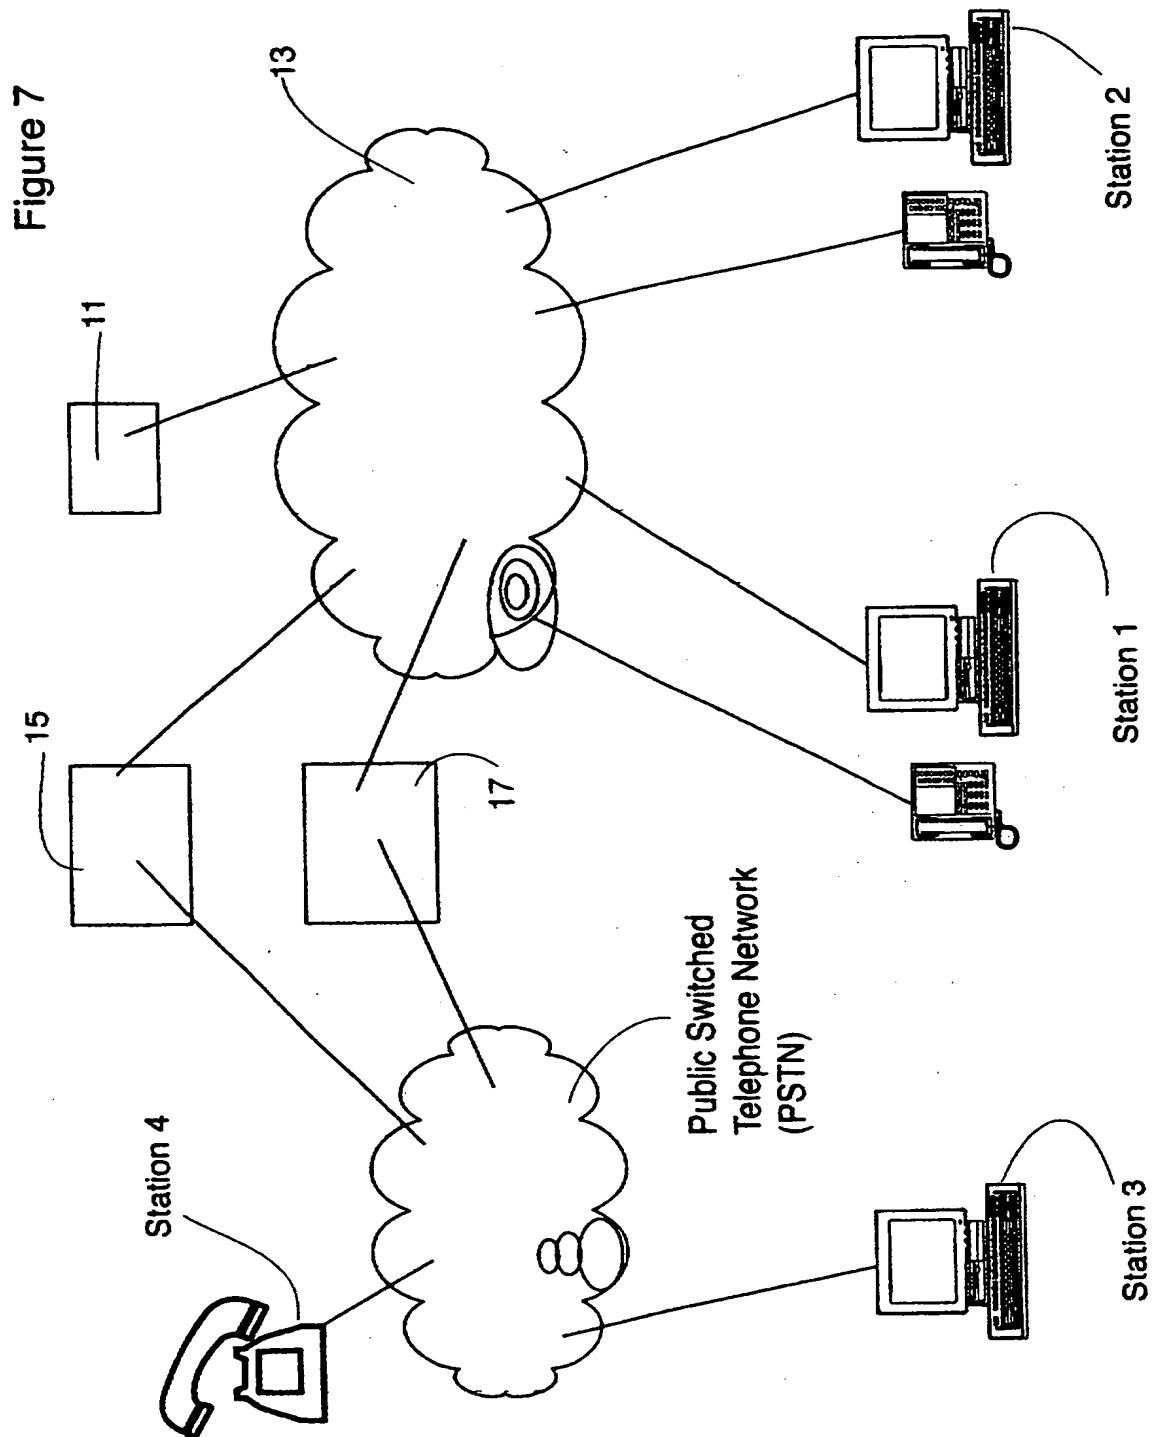 Figure 7
13
11
15
17
Station 4
Public Switched
Telephone Network
(PSTN)
Station 2
Station 1
Station 3